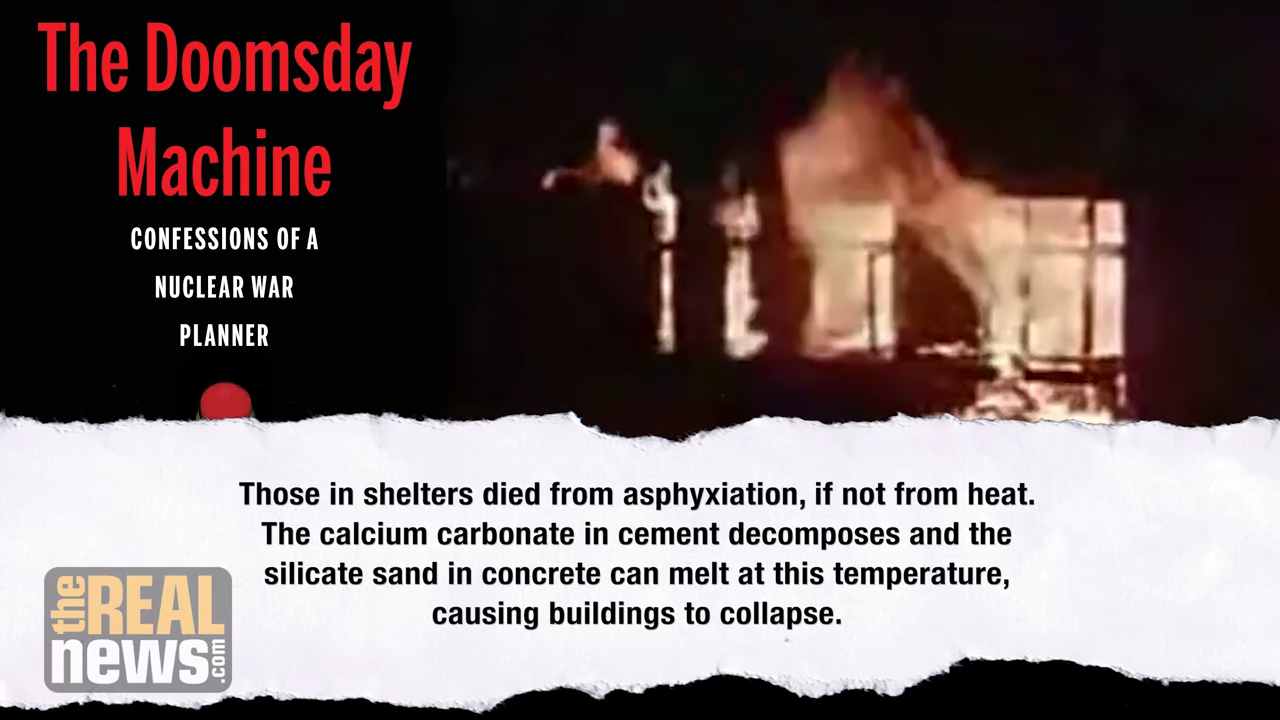 The Doomsday
Machine
CONFESSIONS OF A
NUCLEAR WAR
PLANNER
Those in shelters died from asphyxiation, if not from heat.
The calcium carbonate in cement decomposes and the
silicate sand in concrete can melt at this temperature,
causing buildings to collapse.
the REAL
news.com